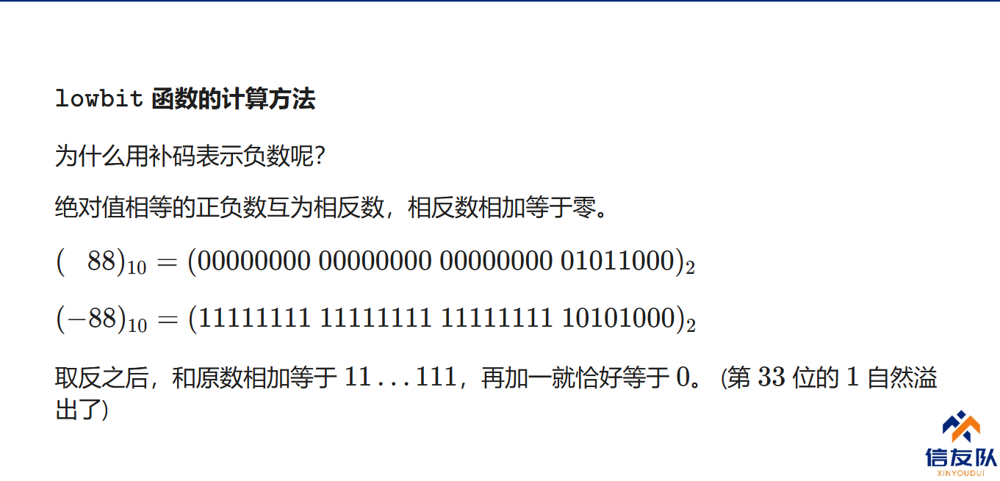 lowbit 函数的计算方法
为什么用补码表示负数呢？
绝对值相等的正负数互为相反数，相反数相加等于零。
( 88)₁₀ = (00000000 00000000 00000000 01011000)₂
(−88)₁₀ = (11111111 11111111 11111111 10101000)₂
取反之后，和原数相加等于 11...111，再加一就恰好等于 0。 (第 33 位的 1 自然溢
出了)
信友队
XINYOUDUI